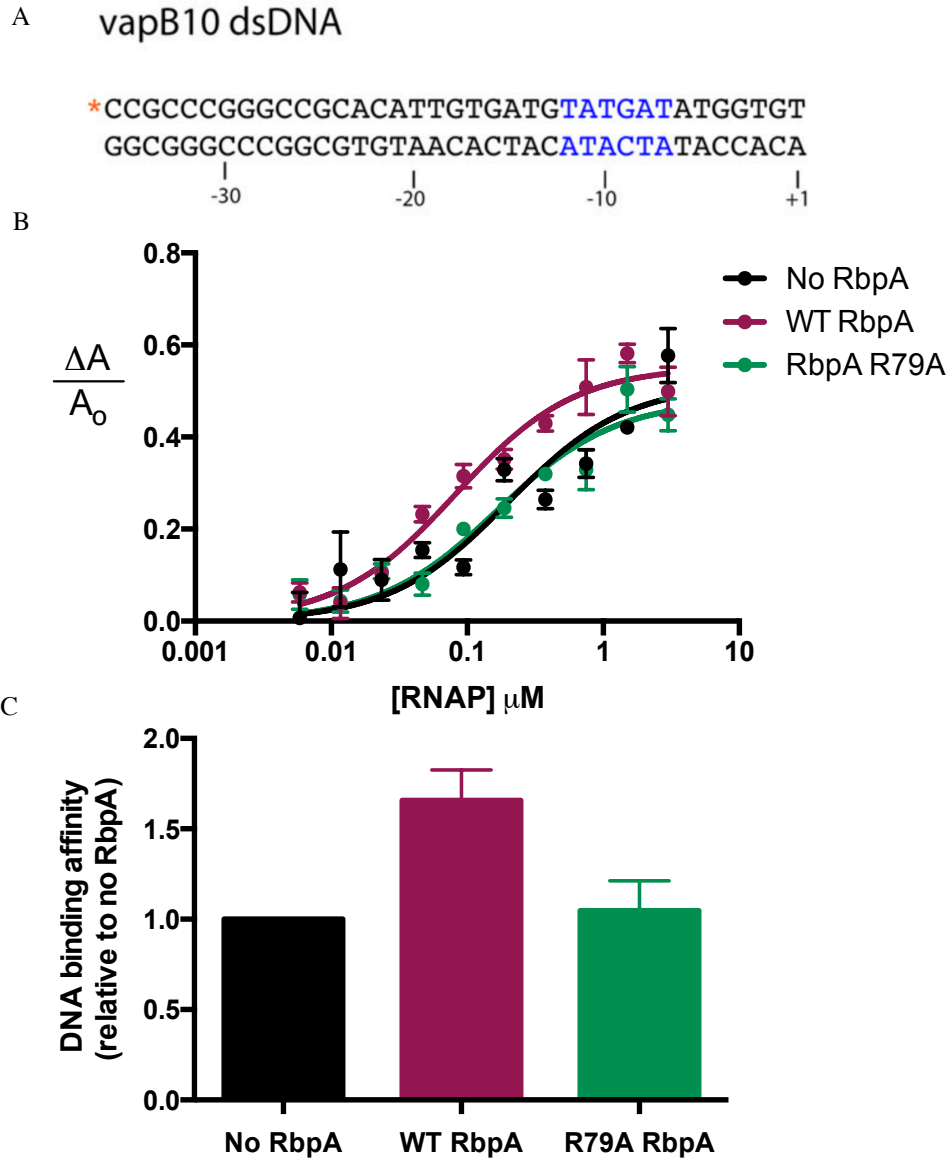 A
vapB10 dsDNA
*CCGCCCGGGCCGCACATTGTGATGTATGATATGGTGT
GGCGGGCCCGGCGTGTAACACTACATACTATACCACA
-30 -20 -10 +1
B
0.8
0.6
0.4
0.2
0.0
ΔA
Ao
No RbpA
WT RbpA
RbpA R79A
0.001 0.01 0.1 1 10
[RNAP] μM
C
2.0
1.5
1.0
0.5
0.0
DNA binding affinity
(relative to no RbpA)
No RbpA WT RbpA R79A RbpA